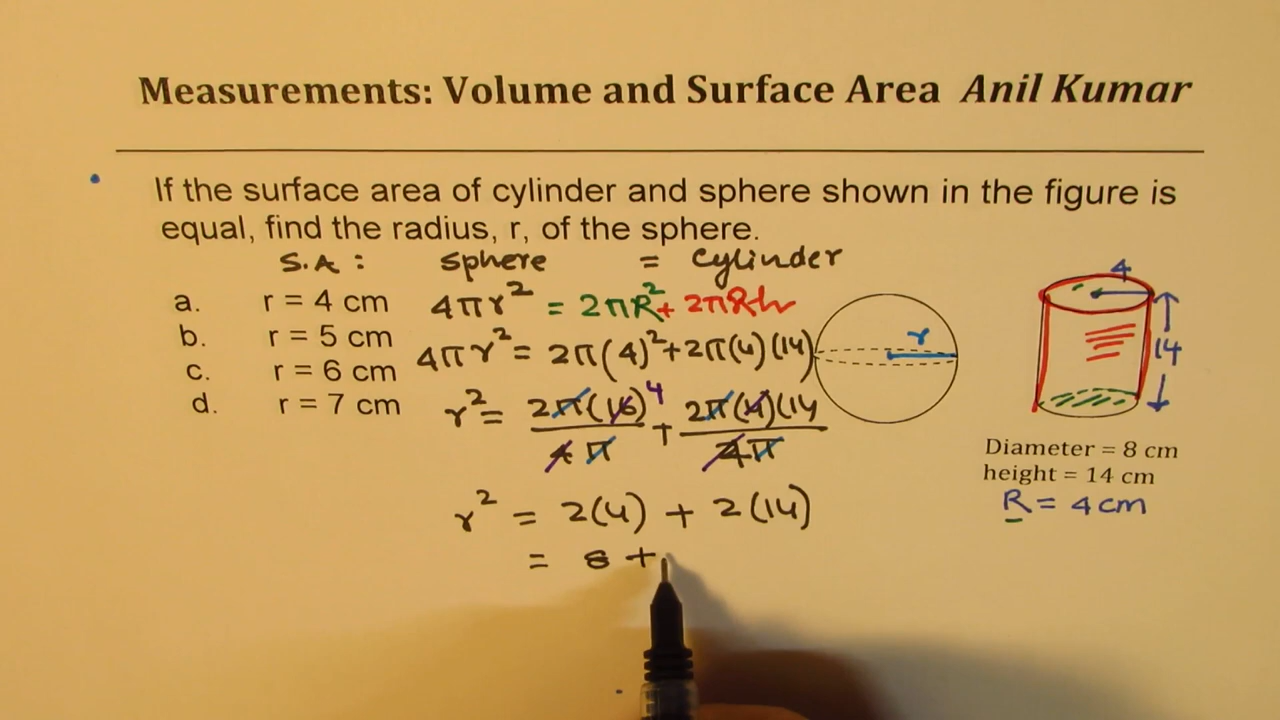 Measurements: Volume and Surface Area Anil Kumar
If the surface area of cylinder and sphere shown in the figure is
equal, find the radius, r, of the sphere.
S.A : sphere = cylinder
a. r = 4 cm
b. r = 5 cm
c. r = 6 cm
d. r = 7 cm
4πr² = 2πR² + 2πRh
4πr² = 2π(4)² + 2π(4)(14)
r² = 2π(16) 4 / 4π + 2π(4)(14 / 4π
r² = 2(4) + 2(14)
= 8 +
r
4
14
Diameter = 8 cm
height = 14 cm
R = 4 cm